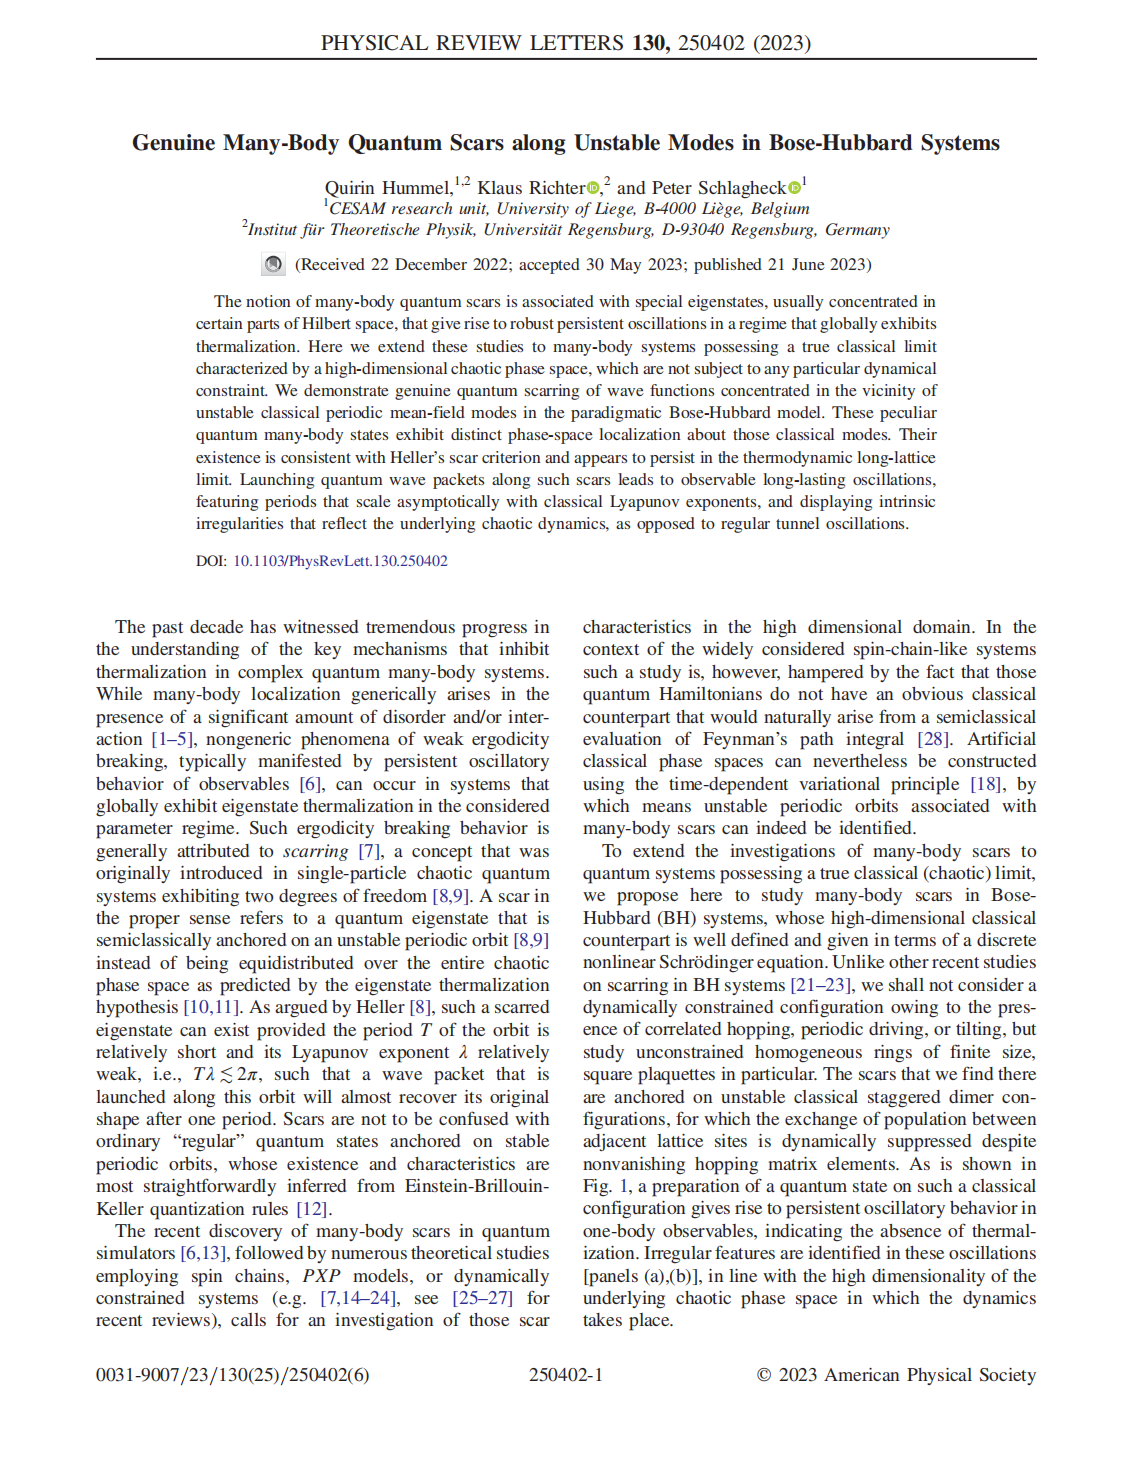 PHYSICAL REVIEW LETTERS 130, 250402 (2023)
Genuine Many-Body Quantum Scars along Unstable Modes in Bose-Hubbard Systems
Quirin Hummel,1,2 Klaus Richter,2 and Peter Schlagheck1
1CESAM research unit, University of Liege, B-4000 Liège, Belgium
2Institut für Theoretische Physik, Universität Regensburg, D-93040 Regensburg, Germany
(Received 22 December 2022; accepted 30 May 2023; published 21 June 2023)
The notion of many-body quantum scars is associated with special eigenstates, usually concentrated in
certain parts of Hilbert space, that give rise to robust persistent oscillations in a regime that globally exhibits
thermalization. Here we extend these studies to many-body systems possessing a true classical limit
characterized by a high-dimensional chaotic phase space, which are not subject to any particular dynamical
constraint. We demonstrate genuine quantum scarring of wave functions concentrated in the vicinity of
unstable classical periodic mean-field modes in the paradigmatic Bose-Hubbard model. These peculiar
quantum many-body states exhibit distinct phase-space localization about those classical modes. Their
existence is consistent with Heller's scar criterion and appears to persist in the thermodynamic long-lattice
limit. Launching quantum wave packets along such scars leads to observable long-lasting oscillations,
featuring periods that scale asymptotically with classical Lyapunov exponents, and displaying intrinsic
irregularities that reflect the underlying chaotic dynamics, as opposed to regular tunnel oscillations.
DOI: 10.1103/PhysRevLett.130.250402
The past decade has witnessed tremendous progress in
the understanding of the key mechanisms that inhibit
thermalization in complex quantum many-body systems.
While many-body localization generically arises in the
presence of a significant amount of disorder and/or inter-
action [1–5], nongeneric phenomena of weak ergodicity
breaking, typically manifested by persistent oscillatory
behavior of observables [6], can occur in systems that
globally exhibit eigenstate thermalization in the considered
parameter regime. Such ergodicity breaking behavior is
generally attributed to scarring [7], a concept that was
originally introduced in single-particle chaotic quantum
systems exhibiting two degrees of freedom [8,9]. A scar in
the proper sense refers to a quantum eigenstate that is
semiclassically anchored on an unstable periodic orbit [8,9]
instead of being equidistributed over the entire chaotic
phase space as predicted by the eigenstate thermalization
hypothesis [10,11]. As argued by Heller [8], such a scarred
eigenstate can exist provided the period T of the orbit is
relatively short and its Lyapunov exponent λ relatively
weak, i.e., Tλ ≲ 2π, such that a wave packet that is
launched along this orbit will almost recover its original
shape after one period. Scars are not to be confused with
ordinary “regular” quantum states anchored on stable
periodic orbits, whose existence and characteristics are
most straightforwardly inferred from Einstein-Brillouin-
Keller quantization rules [12].
The recent discovery of many-body scars in quantum
simulators [6,13], followed by numerous theoretical studies
employing spin chains, PXP models, or dynamically
constrained systems (e.g. [7,14–24], see [25–27] for
recent reviews), calls for an investigation of those scar
characteristics in the high dimensional domain. In the
context of the widely considered spin-chain-like systems
such a study is, however, hampered by the fact that those
quantum Hamiltonians do not have an obvious classical
counterpart that would naturally arise from a semiclassical
evaluation of Feynman's path integral [28]. Artificial
classical phase spaces can nevertheless be constructed
using the time-dependent variational principle [18], by
which means unstable periodic orbits associated with
many-body scars can indeed be identified.
To extend the investigations of many-body scars to
quantum systems possessing a true classical (chaotic) limit,
we propose here to study many-body scars in Bose-
Hubbard (BH) systems, whose high-dimensional classical
counterpart is well defined and given in terms of a discrete
nonlinear Schrödinger equation. Unlike other recent studies
on scarring in BH systems [21–23], we shall not consider a
dynamically constrained configuration owing to the pres-
ence of correlated hopping, periodic driving, or tilting, but
study unconstrained homogeneous rings of finite size,
square plaquettes in particular. The scars that we find there
are anchored on unstable classical staggered dimer con-
figurations, for which the exchange of population between
adjacent lattice sites is dynamically suppressed despite
nonvanishing hopping matrix elements. As is shown in
Fig. 1, a preparation of a quantum state on such a classical
configuration gives rise to persistent oscillatory behavior in
one-body observables, indicating the absence of thermal-
ization. Irregular features are identified in these oscillations
[panels (a),(b)], in line with the high dimensionality of the
underlying chaotic phase space in which the dynamics
takes place.
0031-9007/23/130(25)/250402(6)
250402-1
© 2023 American Physical Society